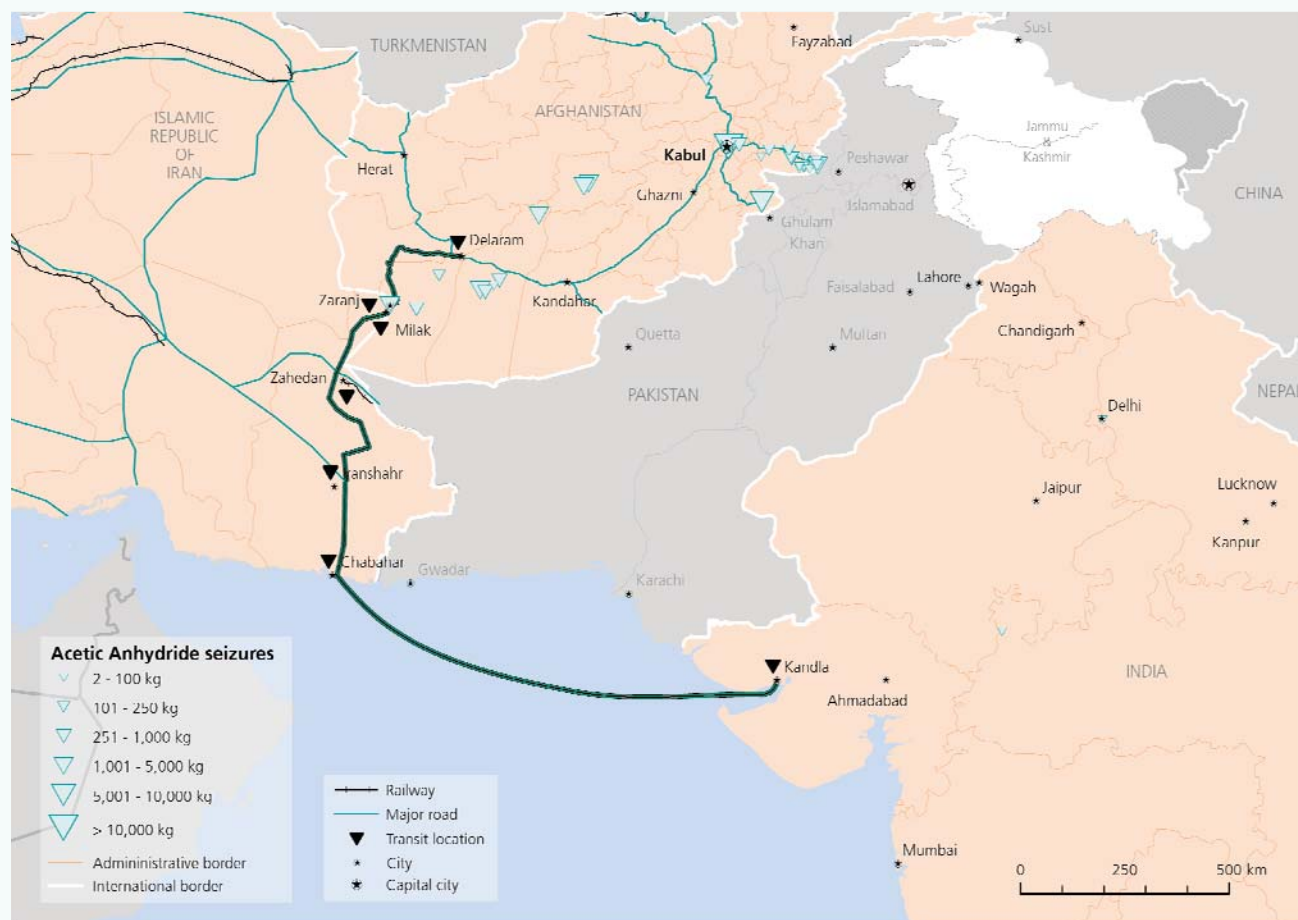 Sust
Fayzabad
TURKMENISTAN
AFGHANISTAN
ISLAMIC
REPUBLIC
OF
IRAN
Jammu
&
Kashmir
Kabul
Peshawar
Herat
Ghazni
Islamabad
CHINA
Ghulam
Khan
Delaram
Lahore
Wagah
Faisalabad
Zaranj
Kandahar
Milak
Chandigarh
Quetta
Multan
Zahedan
PAKISTAN
NEPA
Delhi
Iranshahr
Jaipur
Lucknow
Kanpur
Chabahar
Gwadar
Karachi
Kandla
INDIA
Ahmadabad
Acetic Anhydride seizures
2 - 100 kg
101 - 250 kg
251 - 1,000 kg
1,001 - 5,000 kg
5,001 - 10,000 kg
> 10,000 kg
Admininistrative border
International border
Railway
Major road
Transit location
City
Capital city
Mumbai
0 250 500 km